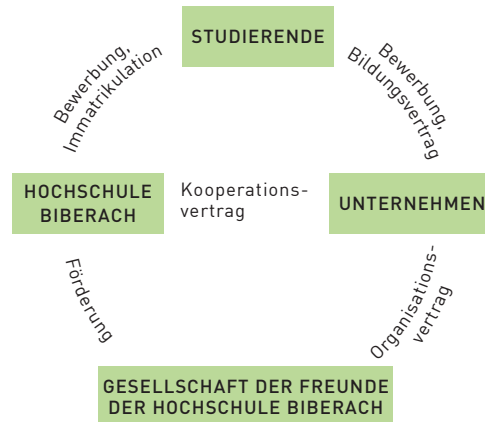 STUDIERENDE
Bewerbung,
Immatrikulation
Bewerbung,
Bildungsvertrag
HOCHSCHULE
BIBERACH
Kooperations-
vertrag
UNTERNEHMEN
Förderung
Organisations-
vertrag
GESELLSCHAFT DER FREUNDE
DER HOCHSCHULE BIBERACH